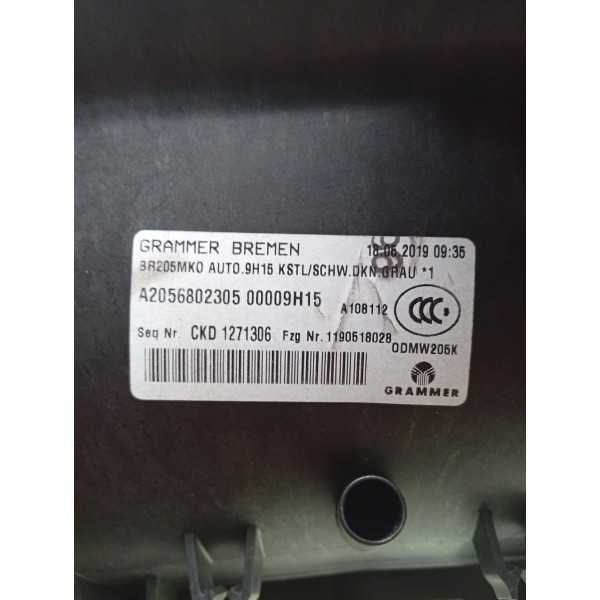 GRAMMER BREMEN 18.06.2019 09:35
BR205MKO AUTO.9H15 KSTL/SCHW.DKN.GRAU *1
A2056802305 00009H15 A108112 CCC
Seq Nr. CKD 1271306 Fzg Nr. 1190518028 ODMW205K
GRAMMER